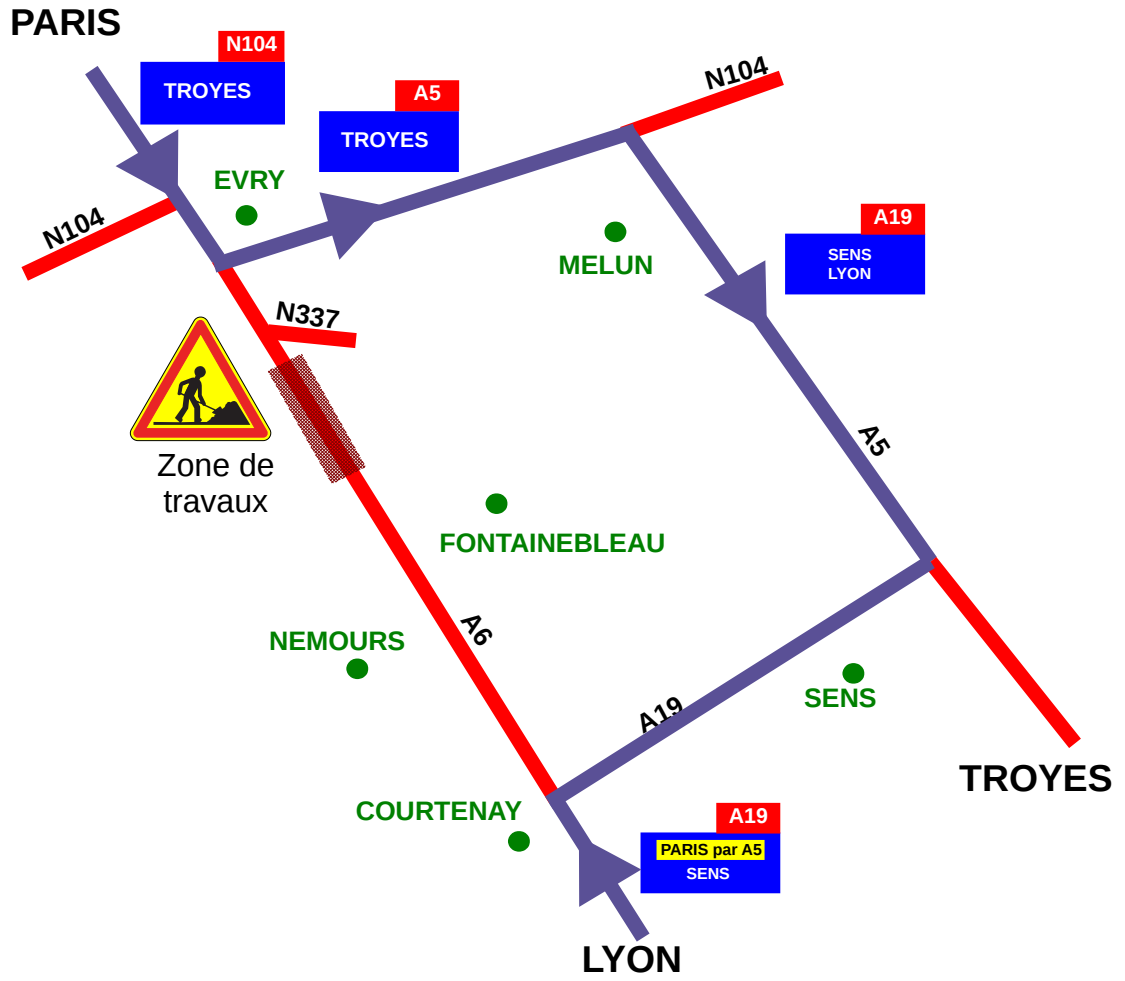 PARIS
N104
TROYES
A5
TROYES
N104
EVRY
N104
A19
SENS
LYON
MELUN
N337
A5
Zone de
travaux
FONTAINEBLEAU
A6
NEMOURS
SENS
A19
TROYES
COURTENAY
A19
PARIS par A5
SENS
LYON